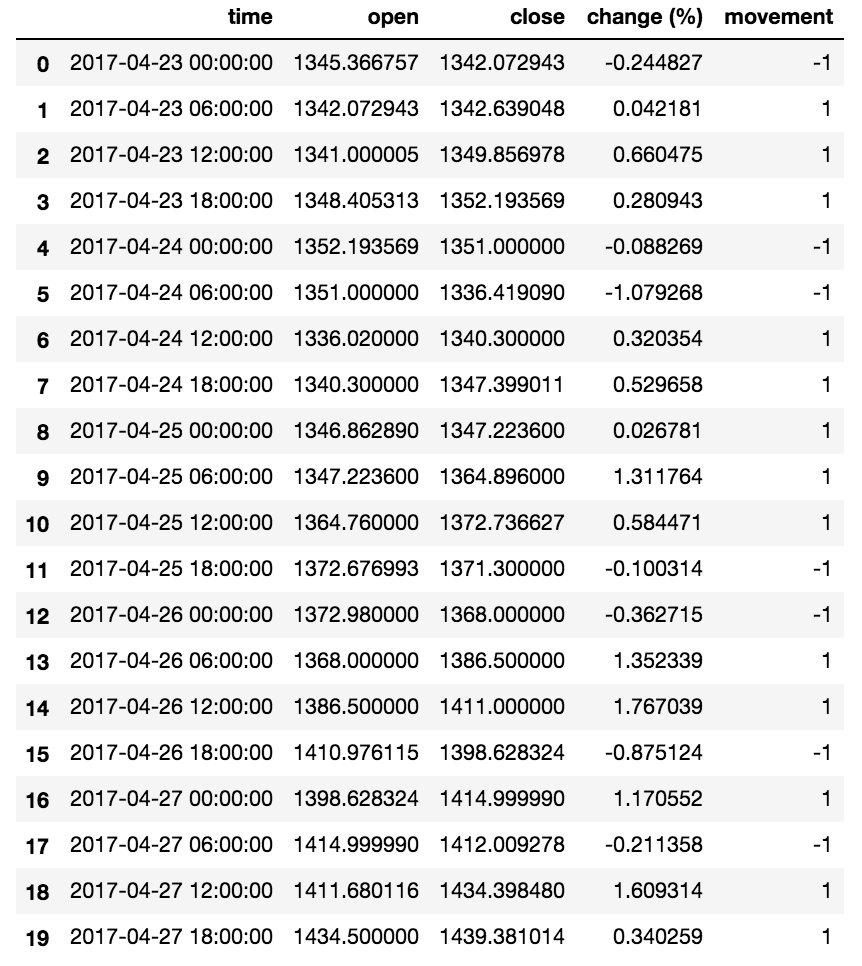 time open close change (%) movement
0 2017-04-23 00:00:00 1345.366757 1342.072943 -0.244827 -1
1 2017-04-23 06:00:00 1342.072943 1342.639048 0.042181 1
2 2017-04-23 12:00:00 1341.000005 1349.856978 0.660475 1
3 2017-04-23 18:00:00 1348.405313 1352.193569 0.280943 1
4 2017-04-24 00:00:00 1352.193569 1351.000000 -0.088269 -1
5 2017-04-24 06:00:00 1351.000000 1336.419090 -1.079268 -1
6 2017-04-24 12:00:00 1336.020000 1340.300000 0.320354 1
7 2017-04-24 18:00:00 1340.300000 1347.399011 0.529658 1
8 2017-04-25 00:00:00 1346.862890 1347.223600 0.026781 1
9 2017-04-25 06:00:00 1347.223600 1364.896000 1.311764 1
10 2017-04-25 12:00:00 1364.760000 1372.736627 0.584471 1
11 2017-04-25 18:00:00 1372.676993 1371.300000 -0.100314 -1
12 2017-04-26 00:00:00 1372.980000 1368.000000 -0.362715 -1
13 2017-04-26 06:00:00 1368.000000 1386.500000 1.352339 1
14 2017-04-26 12:00:00 1386.500000 1411.000000 1.767039 1
15 2017-04-26 18:00:00 1410.976115 1398.628324 -0.875124 -1
16 2017-04-27 00:00:00 1398.628324 1414.999990 1.170552 1
17 2017-04-27 06:00:00 1414.999990 1412.009278 -0.211358 -1
18 2017-04-27 12:00:00 1411.680116 1434.398480 1.609314 1
19 2017-04-27 18:00:00 1434.500000 1439.381014 0.340259 1